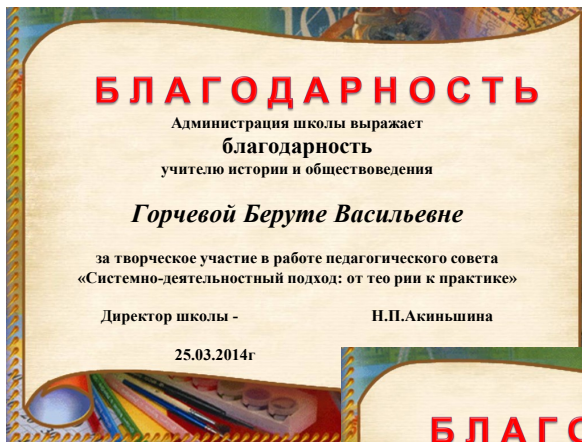 БЛАГОДАРНОСТЬ
Администрация школы выражает
благодарность
учителю истории и обществоведения
Горчевой Беруте Васильевне
за творческое участие в работе педагогического совета
«Системно-деятельностный подход: от тео рии к практике»
Директор школы - Н.П.Акиньшина
25.03.2014г
БЛАГО